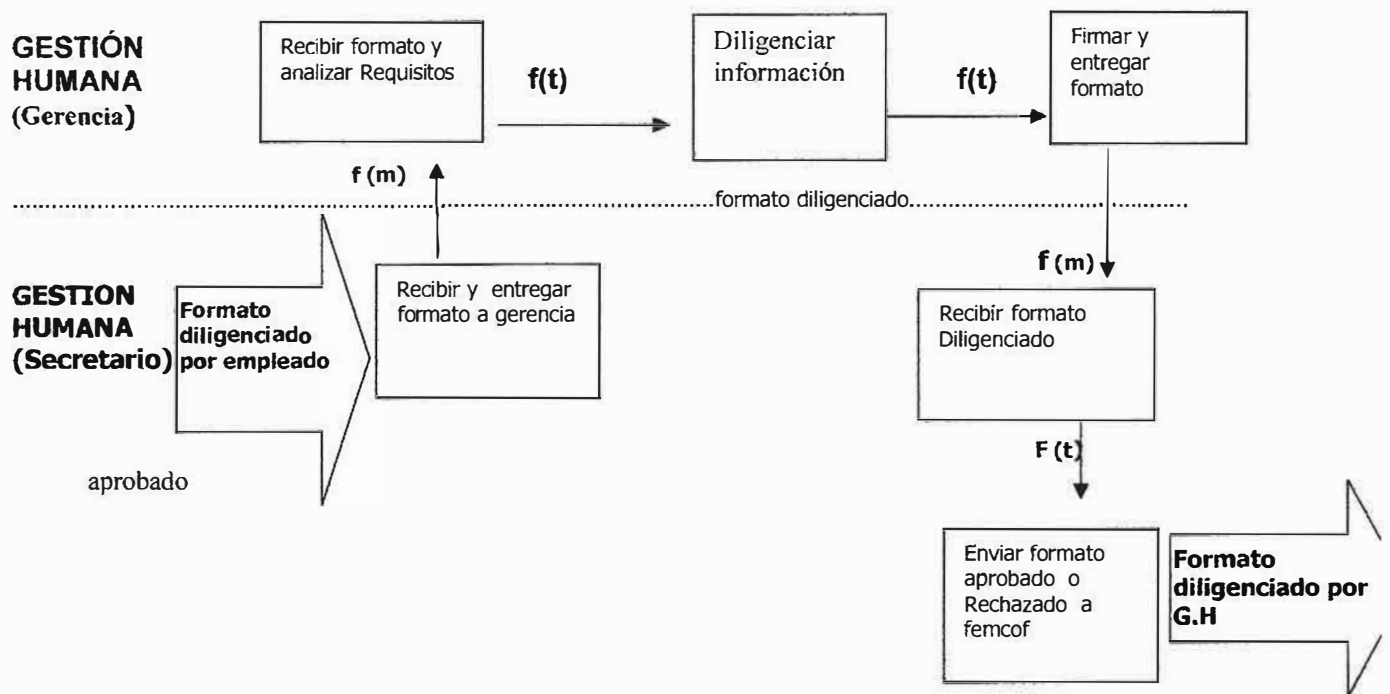 GESTIÓN
HUMANA
(Gerencia)
Recibir formato y
analizar Requisitos
f(t)
Diligenciar
información
f(t)
Firmar y
entregar
formato
f (m)
formato diligenciado
f (m)
GESTION
HUMANA
(Secretario)
Formato
diligenciado
por empleado
Recibir y entregar
formato a gerencia
Recibir formato
Diligenciado
aprobado
F (t)
Enviar formato
aprobado o
Rechazado a
femcof
Formato
diligenciado por
G.H